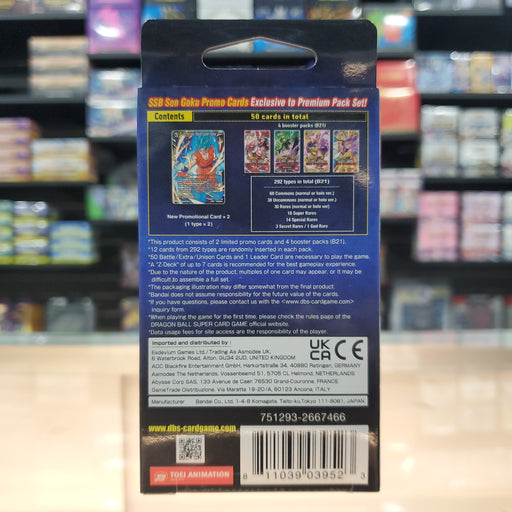 SSB Son Goku Promo Cards Exclusive to Premium Pack Set!
Contents
50 cards in total
4 booster packs (B21)
New Promotional Card × 2
(1 type × 2)
292 types in total (B21)
60 Commons (normal or holo ver.)
30 Rares (normal or holo ver)
18 Super Rares
14 Special Rares
3 Secret Rares / 1 God Rare
*This product consists of 2 limited promo cards and 4 booster packs (B21).
*12 cards from 292 types are randomly inserted in each pack.
*50 Battle/Extra/Unison Cards and 1 Leader Card are necessary to play the game.
A "Z-Deck" of up to 7 cards is recommended for the best gameplay experience.
*Due to the nature of the product, multiples of one card may appear; or it may be
difficult to assemble a full set.
*The packaging illustration may differ somewhat from the final product.
*Bandai does not assume responsibility for the future value of the cards.
*If you have questions, please contact us with the <www.dbs-cardgame.com>
Inquiry form.
*When playing the game for the first time, please check the rules page of the
DRAGON BALL SUPER CARD GAME official website.
*Data usage fees for site access are the responsibility of the player.
Imported and distributed by :
Esdevium Games Ltd./Trading As Asmodee UK.
6 Waterbrook Road, Alton, GU34 2UD, UNITED KINGDOM
ADC Blackfire Entertainment GmbH, Harkortstraße 34, 40880 Ratingen, GERMANY
Asmodee The Netherlands, Vossenbeemd 51, 5705 CL Helmond, NETHERLANDS
Abysse Corp SAS, 133 Avenue de Caen 76530 Grand-Couronne, FRANCE
GameTrade Distribuzione, Via Maratta 18-20/A, 60123 Ancona, ITALY
UK
CA CE
Manufacturer
Bandai Co., Ltd. 1-4-8 Komagata, Taito-ku,Tokyo 111-8081, JAPAN
751293-2667466
www.dbs-cardgame.com
TOEI ANIMATION
8 11039 03952 3